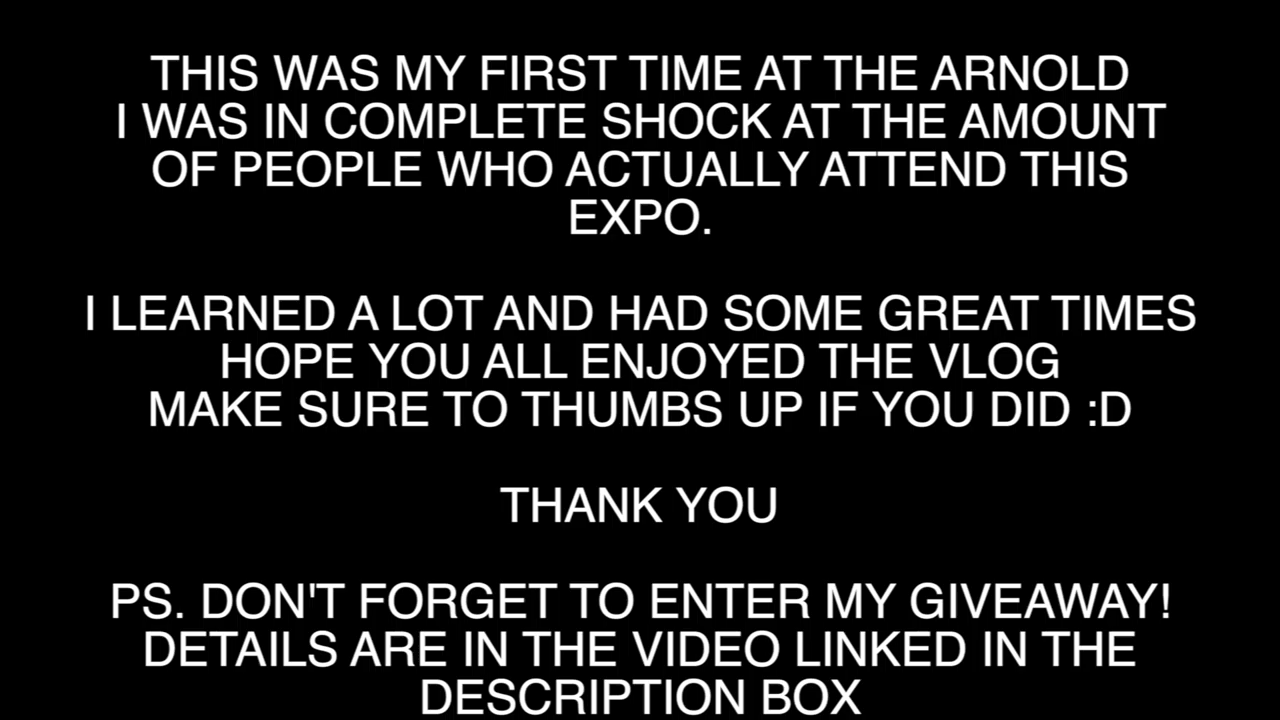 THIS WAS MY FIRST TIME AT THE ARNOLD
I WAS IN COMPLETE SHOCK AT THE AMOUNT
OF PEOPLE WHO ACTUALLY ATTEND THIS
EXPO.
I LEARNED A LOT AND HAD SOME GREAT TIMES
HOPE YOU ALL ENJOYED THE VLOG
MAKE SURE TO THUMBS UP IF YOU DID :D
THANK YOU
PS. DON'T FORGET TO ENTER MY GIVEAWAY!
DETAILS ARE IN THE VIDEO LINKED IN THE
DESCRIPTION BOX